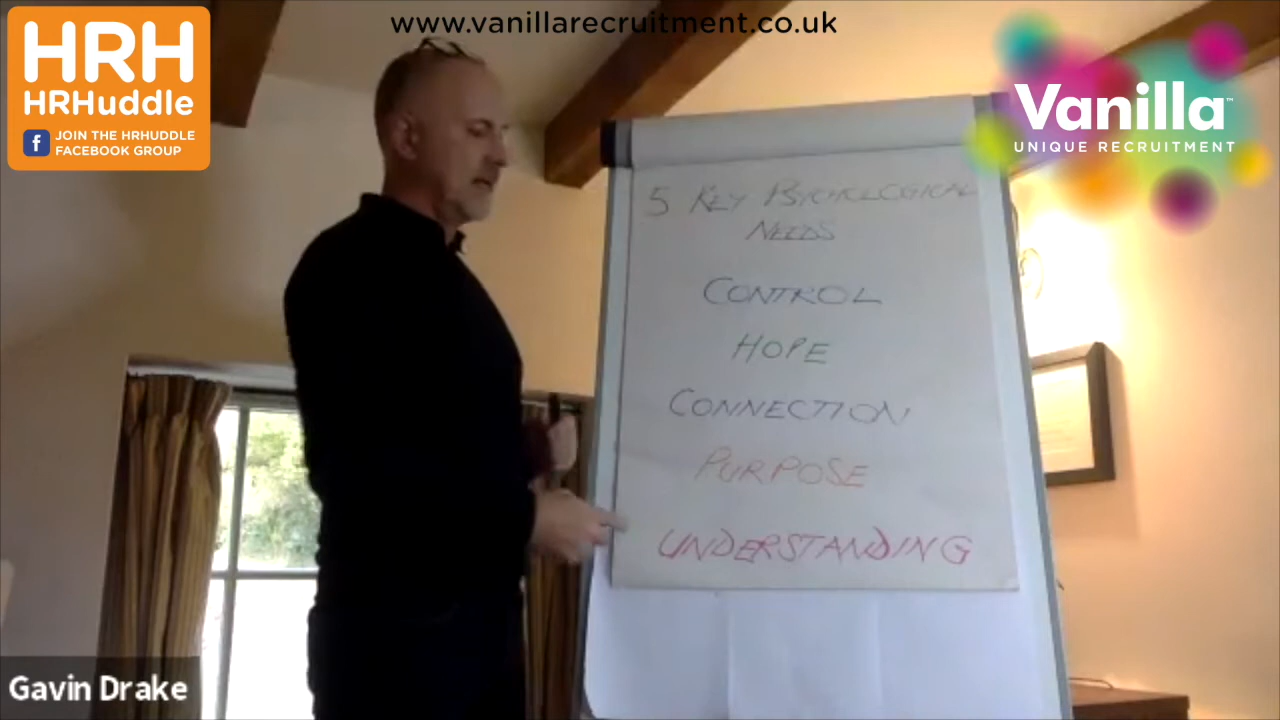 www.vanillarecruitment.co.uk
HRH
HRHuddle
f JOIN THE HRHUDDLE
FACEBOOK GROUP
Vanilla™
UNIQUE RECRUITMENT
5 KEY PSYCHOLOGICAL
NEEDS
CONTROL
HOPE
CONNECTION
PURPOSE
UNDERSTANDING
Gavin Drake